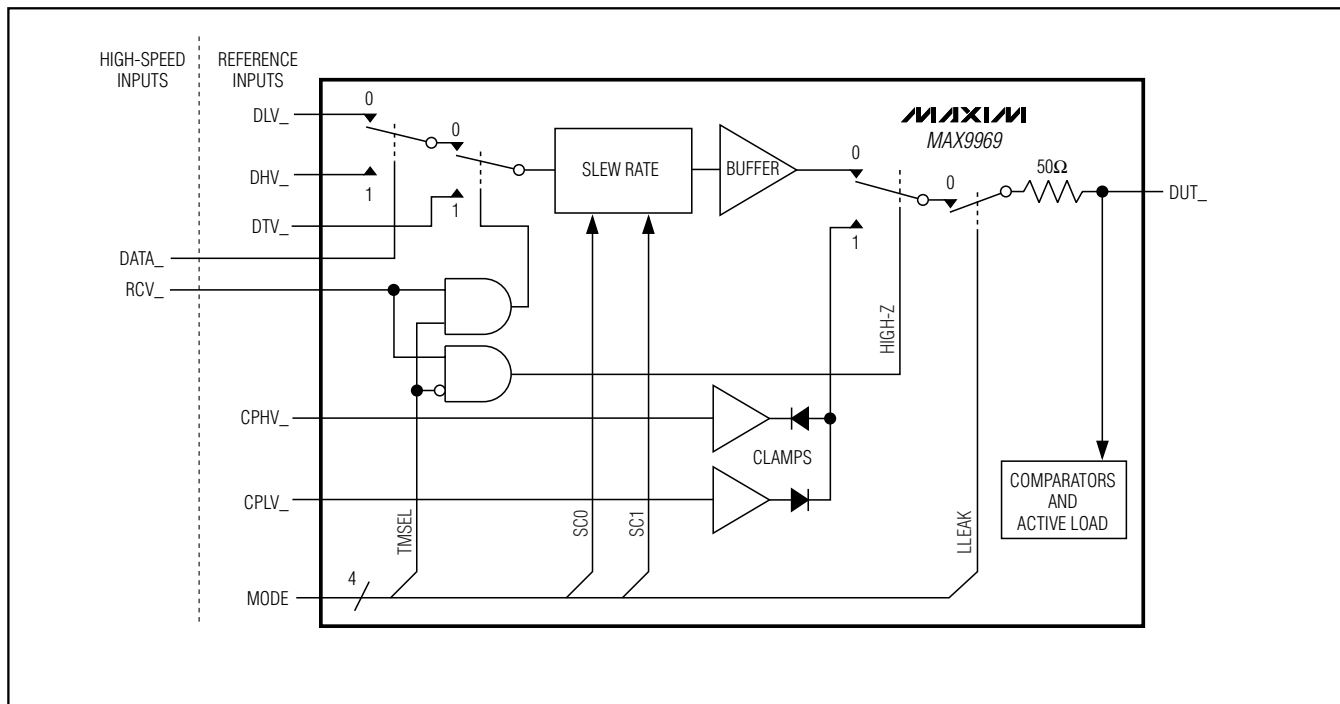 HIGH-SPEED
INPUTS
REFERENCE
INPUTS
DLV_
0
DHV_
1
DTV_
0
1
DATA_
RCV_
SLEW RATE
BUFFER
MAXIM
MAX9969
0
1
0
50Ω
DUT_
HIGH-Z
CPHV_
CLAMPS
CPLV_
TMSEL
SC0
SC1
LLEAK
COMPARATORS
AND
ACTIVE LOAD
MODE
4